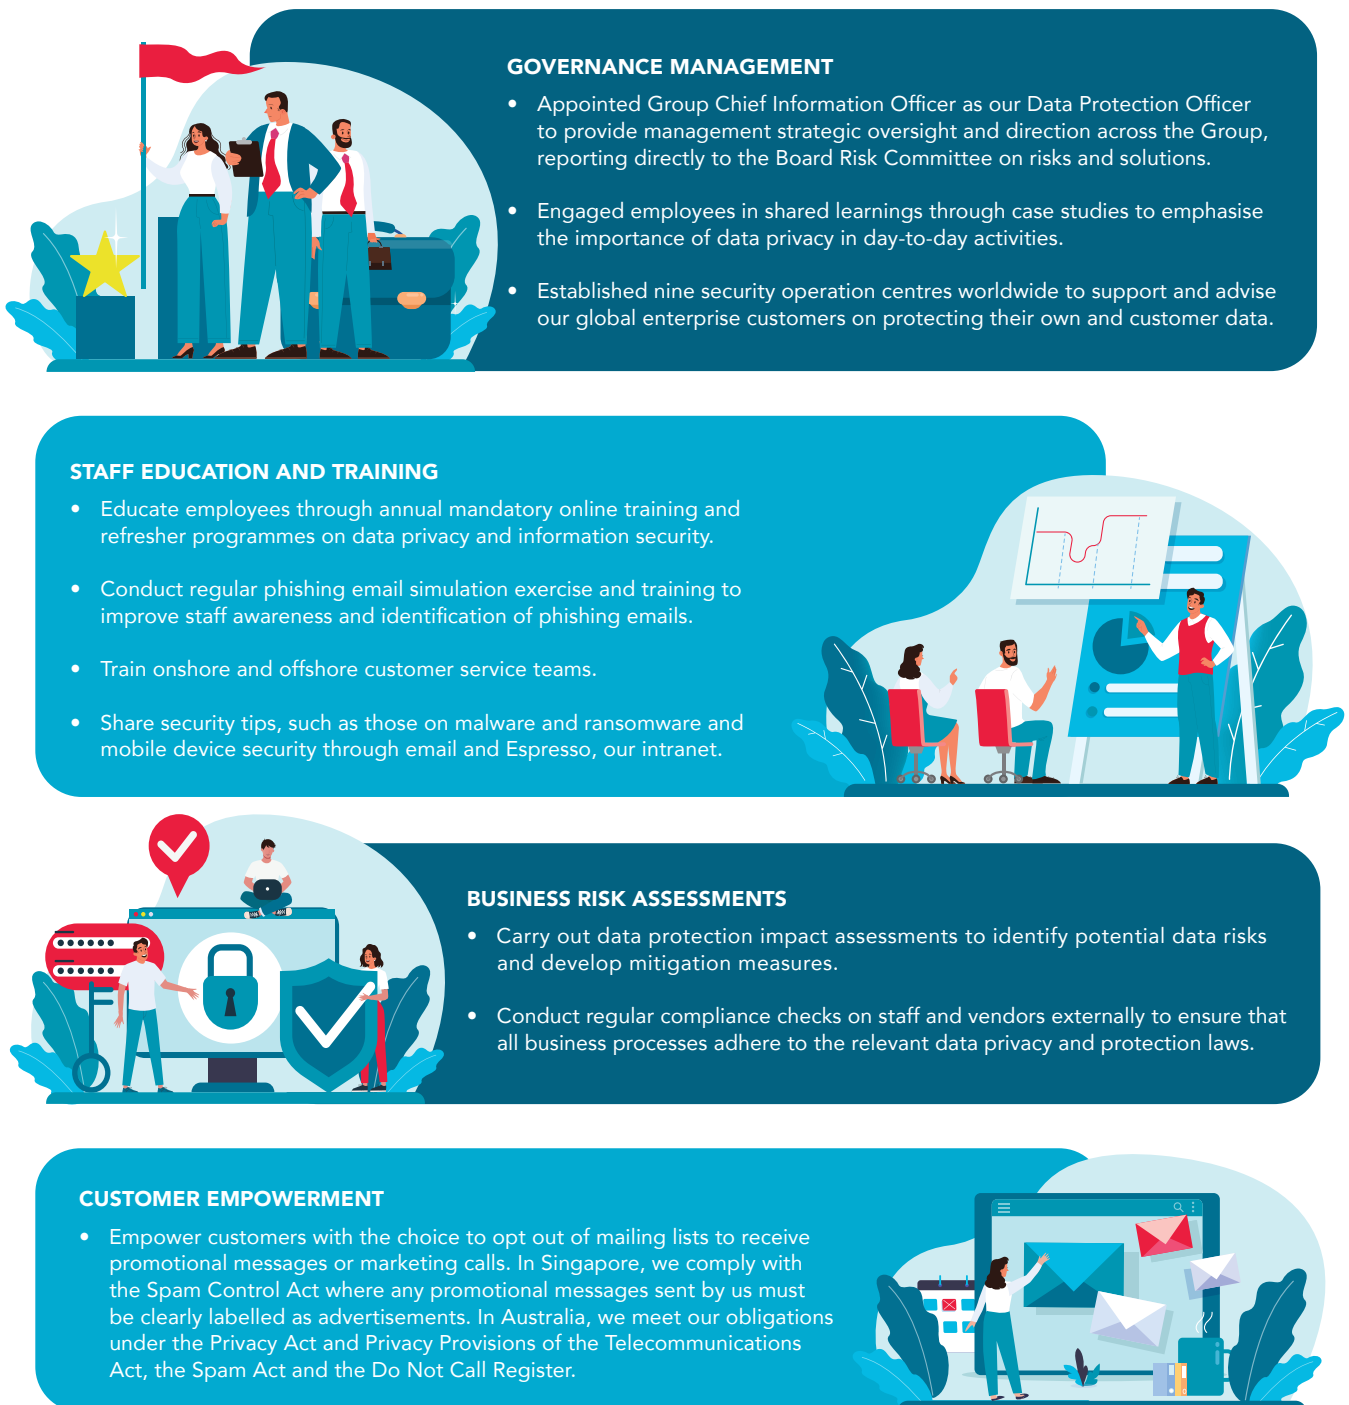 GOVERNANCE MANAGEMENT
• Appointed Group Chief Information Officer as our Data Protection Officer
to provide management strategic oversight and direction across the Group,
reporting directly to the Board Risk Committee on risks and solutions.
• Engaged employees in shared learnings through case studies to emphasise
the importance of data privacy in day-to-day activities.
• Established nine security operation centres worldwide to support and advise
our global enterprise customers on protecting their own and customer data.
STAFF EDUCATION AND TRAINING
• Educate employees through annual mandatory online training and
refresher programmes on data privacy and information security.
• Conduct regular phishing email simulation exercise and training to
improve staff awareness and identification of phishing emails.
• Train onshore and offshore customer service teams.
• Share security tips, such as those on malware and ransomware and
mobile device security through email and Espresso, our intranet.
BUSINESS RISK ASSESSMENTS
• Carry out data protection impact assessments to identify potential data risks
and develop mitigation measures.
• Conduct regular compliance checks on staff and vendors externally to ensure that
all business processes adhere to the relevant data privacy and protection laws.
CUSTOMER EMPOWERMENT
• Empower customers with the choice to opt out of mailing lists to receive
promotional messages or marketing calls. In Singapore, we comply with
the Spam Control Act where any promotional messages sent by us must
be clearly labelled as advertisements. In Australia, we meet our obligations
under the Privacy Act and Privacy Provisions of the Telecommunications
Act, the Spam Act and the Do Not Call Register.